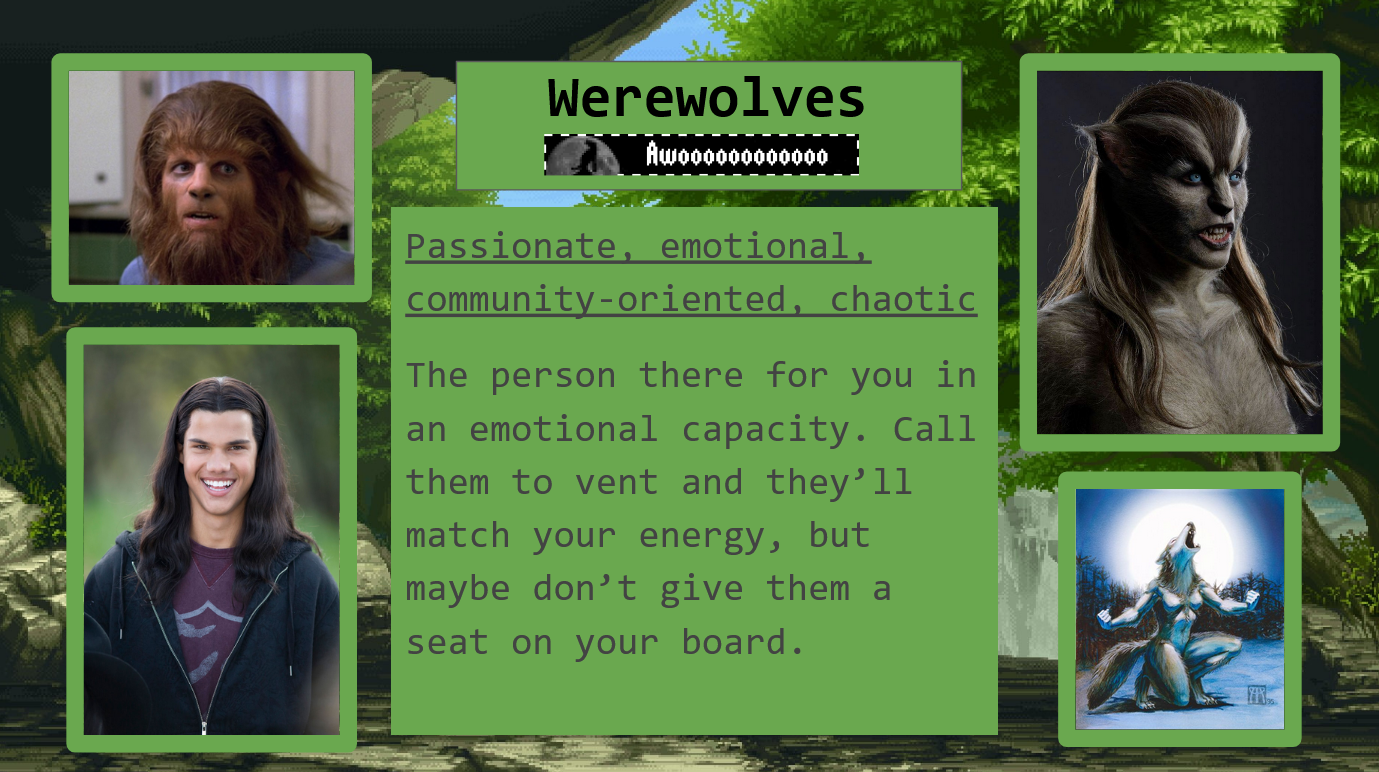 Werewolves
Awooooooooooooo
Passionate, emotional,
community-oriented, chaotic
The person there for you in
an emotional capacity. Call
them to vent and they’ll
match your energy, but
maybe don’t give them a
seat on your board.